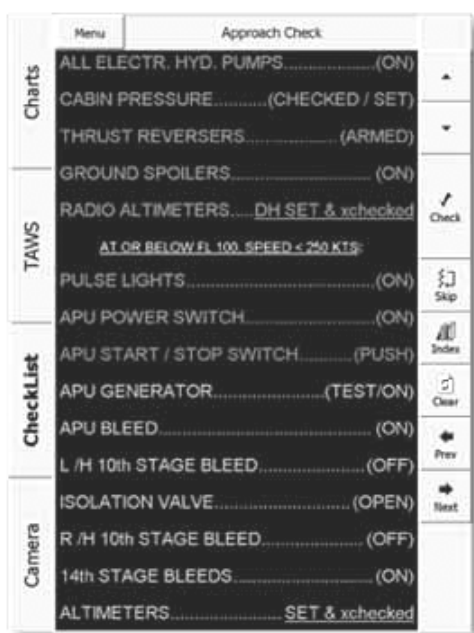 Menu
Approach Check
ALL ELECTR. HYD. PUMPS....................(ON)
CABIN PRESSURE...........(CHECKED / SET)
THRUST REVERSERS....................(ARMED)
GROUND SPOILERS.............................(ON)
RADIO ALTIMETERS.... DH SET & xchecked
AT OR BELOW FL 100, SPEED < 250 KTS:
PULSE LIGHTS....................................(ON)
APU POWER SWITCH..........................(ON)
APU START / STOP SWITCH..........(PUSH)
APU GENERATOR......................(TEST/ON)
APU BLEED........................................(ON)
L /H 10th STAGE BLEED....................(OFF)
ISOLATION VALVE...........................(OPEN)
R /H 10th STAGE BLEED....................(OFF)
14th STAGE BLEEDS...........................(ON)
ALTIMETERS...................... SET & xchecked
Charts
TAWS
CheckList
Camera
Check
Skip
Index
Clear
Prev
Next